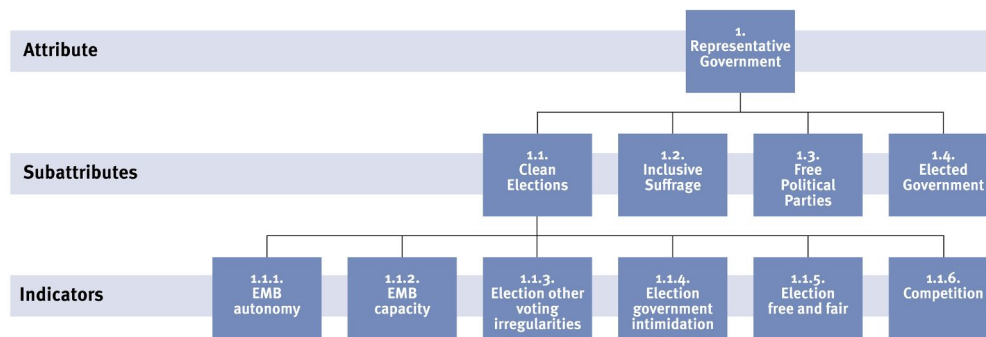 Attribute
1.
Representative
Government
Subattributes
1.1.
Clean
Elections
1.2.
Inclusive
Suffrage
1.3.
Free
Political
Parties
1.4.
Elected
Government
Indicators
1.1.1.
EMB
autonomy
1.1.2.
EMB
capacity
1.1.3.
Election other
voting
irregularities
1.1.4.
Election
government
intimidation
1.1.5.
Election
free and fair
1.1.6.
Competition